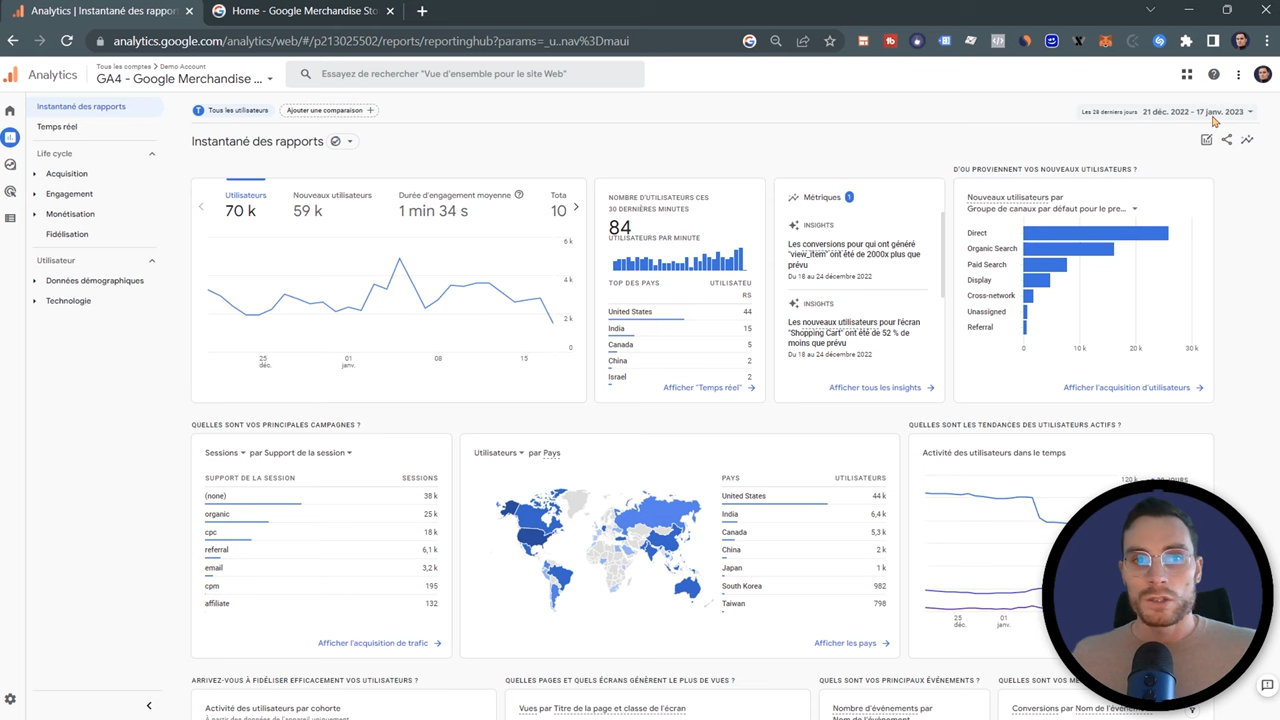 Analytics | Instantané des rapports
Home - Google Merchandise Sto
analytics.google.com/analytics/web/#/p213025502/reports/reportinghub?params=_u..nav%3Dmaui
Analytics
Tous les comptes > Demo Account
GA4 - Google Merchandise ...
Essayez de rechercher "Vue d'ensemble pour le site Web"
Instantané des rapports
Temps réel
Life cycle
Acquisition
Engagement
Monétisation
Fidélisation
Utilisateur
Données démographiques
Technologie
T
Tous les utilisateurs
Ajouter une comparaison +
Les 28 derniers jours 21 déc. 2022 - 17 janv. 2023
Instantané des rapports
Utilisateurs
70 k
Nouveaux utilisateurs
59 k
Durée d'engagement moyenne
1 min 34 s
Tota
10
6 k
4 k
2 k
0
25
déc.
01
janv.
08
15
NOMBRE D'UTILISATEURS CES
30 DERNIÈRES MINUTES
84
UTILISATEURS PAR MINUTE
TOP DES PAYS
UTILISATEU
RS
United States 44
India 15
Canada 5
China 2
Israel 2
Afficher "Temps réel"
Métriques 1
INSIGHTS
Les conversions pour qui ont généré
"view_item" ont été de 2000x plus que
prévu
Du 18 au 24 décembre 2022
INSIGHTS
Les nouveaux utilisateurs pour l'écran
"Shopping Cart" ont été de 52 % de
moins que prévu
Du 18 au 24 décembre 2022
Afficher tous les insights
D'OU PROVIENNENT VOS NOUVEAUX UTILISATEURS ?
Nouveaux utilisateurs par
Groupe de canaux par défaut pour le pre...
Direct
Organic Search
Paid Search
Display
Cross-network
Unassigned
Referral
0 10 k 20 k 30 k
Afficher l'acquisition d'utilisateurs
QUELLES SONT VOS PRINCIPALES CAMPAGNES ?
Sessions par Support de la session
SUPPORT DE LA SESSION SESSIONS
(none) 38 k
organic 25 k
cpc 18 k
referral 6,1 k
email 3,2 k
cpm 195
affiliate 132
Afficher l'acquisition de trafic
Utilisateurs par Pays
PAYS UTILISATEURS
United States 44 k
India 6,4 k
Canada 5,3 k
China 2 k
Japan 1 k
South Korea 982
Taiwan 798
Afficher les pays
QUELLES SONT LES TENDANCES DES UTILISATEURS ACTIFS ?
Activité des utilisateurs dans le temps
120 k
JOURS
25
déc.
01
janv.
ARRIVEZ-VOUS À FIDÉLISER EFFICACEMENT VOS UTILISATEURS ?
Activité des utilisateurs par cohorte
QUELLES PAGES ET QUELS ÉCRANS GÉNÈRENT LE PLUS DE VUES ?
Vues par Titre de la page et classe de l'écran
QUELS SONT VOS PRINCIPAUX ÉVÉNEMENTS ?
Nombre d'événements par
Nom de l'événement
QUELLES SONT VOS
Conversions par Nom de l'év